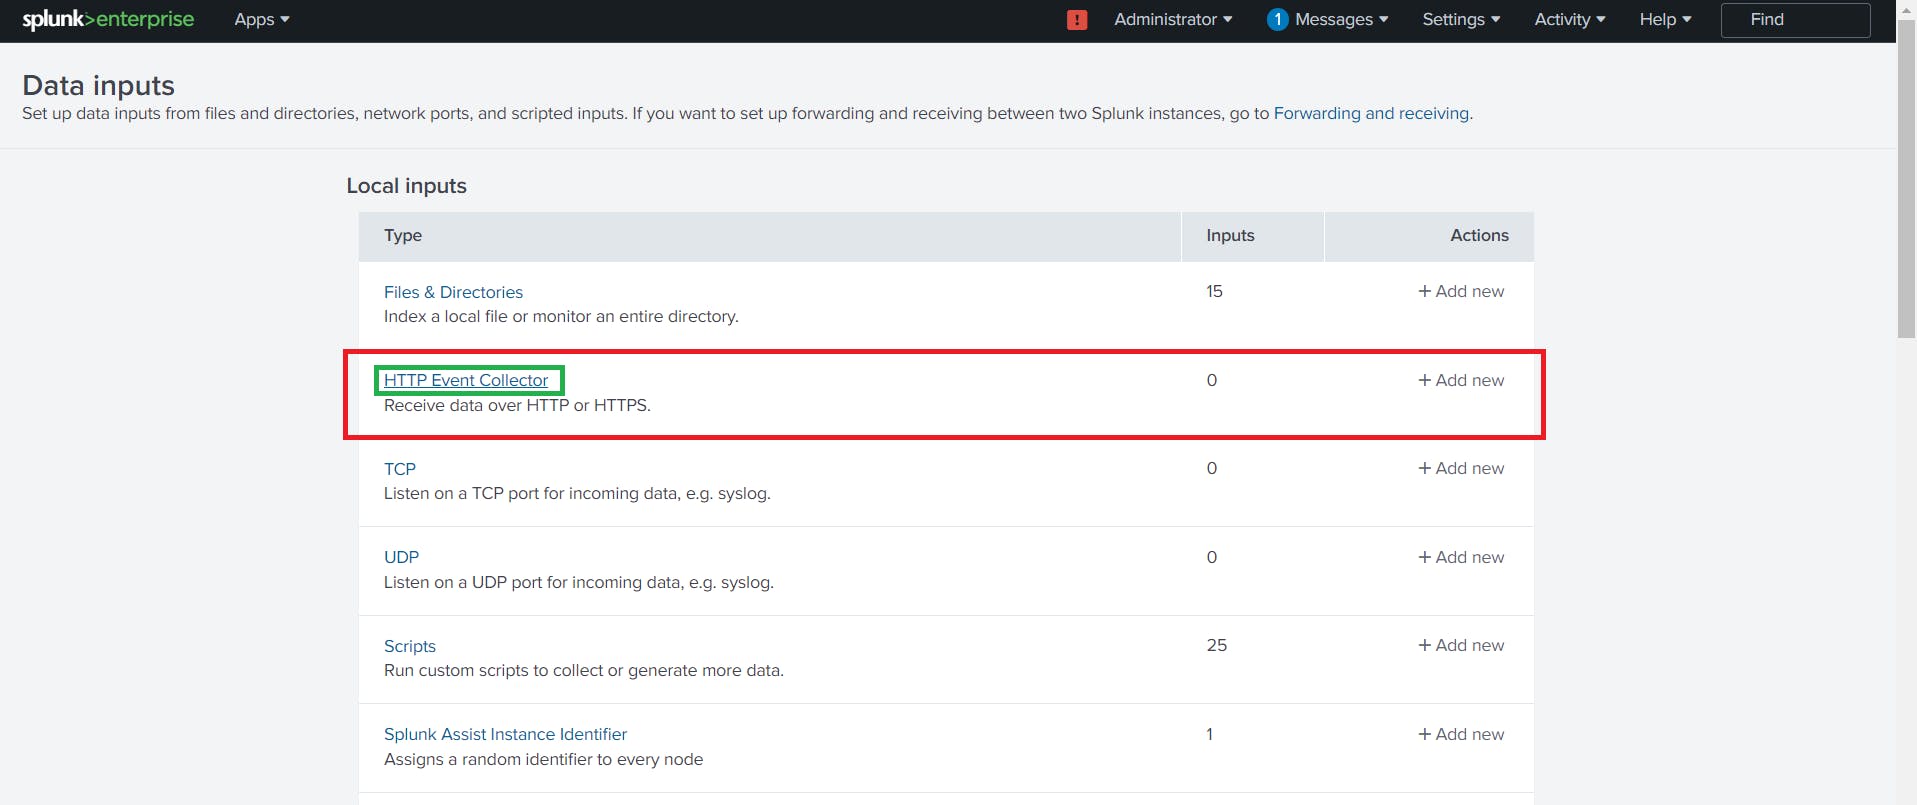 splunk>enterprise Apps Administrator 1 Messages Settings Activity Help Find
Data inputs
Set up data inputs from files and directories, network ports, and scripted inputs. If you want to set up forwarding and receiving between two Splunk instances, go to Forwarding and receiving.
Local inputs
Type Inputs Actions
Files & Directories 15 + Add new
Index a local file or monitor an entire directory.
HTTP Event Collector 0 + Add new
Receive data over HTTP or HTTPS.
TCP 0 + Add new
Listen on a TCP port for incoming data, e.g. syslog.
UDP 0 + Add new
Listen on a UDP port for incoming data, e.g. syslog.
Scripts 25 + Add new
Run custom scripts to collect or generate more data.
Splunk Assist Instance Identifier 1 + Add new
Assigns a random identifier to every node